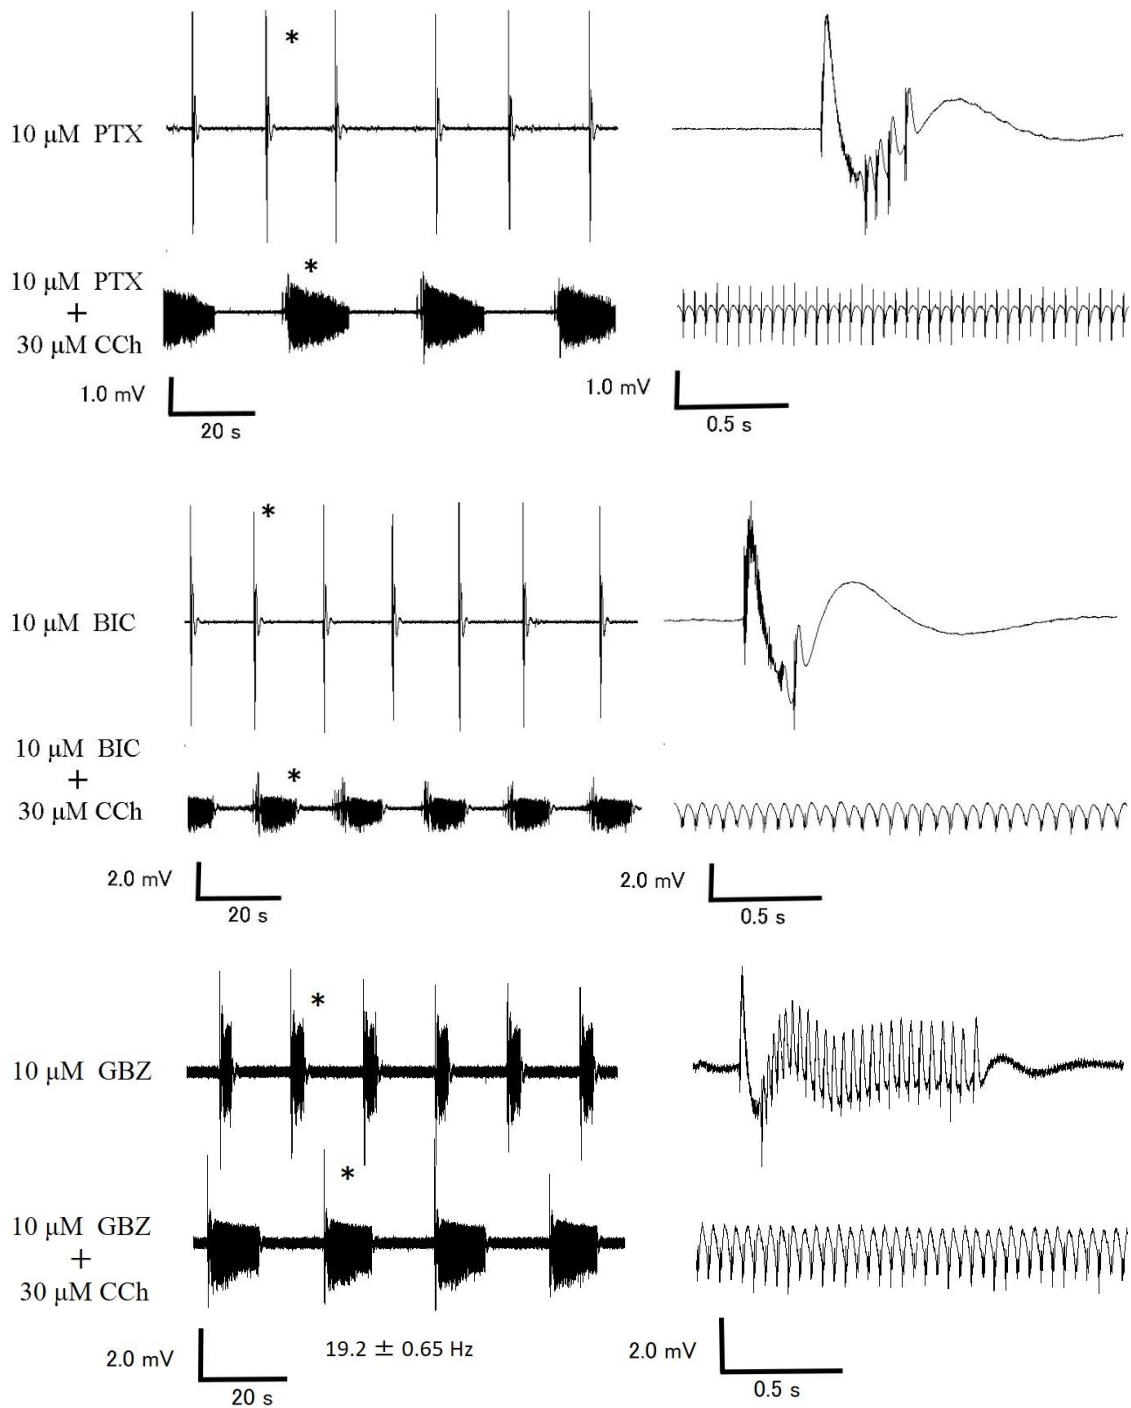 *
10 μM PTX
*
10 μM PTX
+
30 μM CCh
1.0 mV
20 s
1.0 mV
0.5 s
*
10 μM BIC
10 μM BIC
+
30 μM CCh
*
2.0 mV
20 s
2.0 mV
0.5 s
*
10 μM GBZ
*
10 μM GBZ
+
30 μM CCh
2.0 mV
20 s
19.2 ± 0.65 Hz
2.0 mV
0.5 s